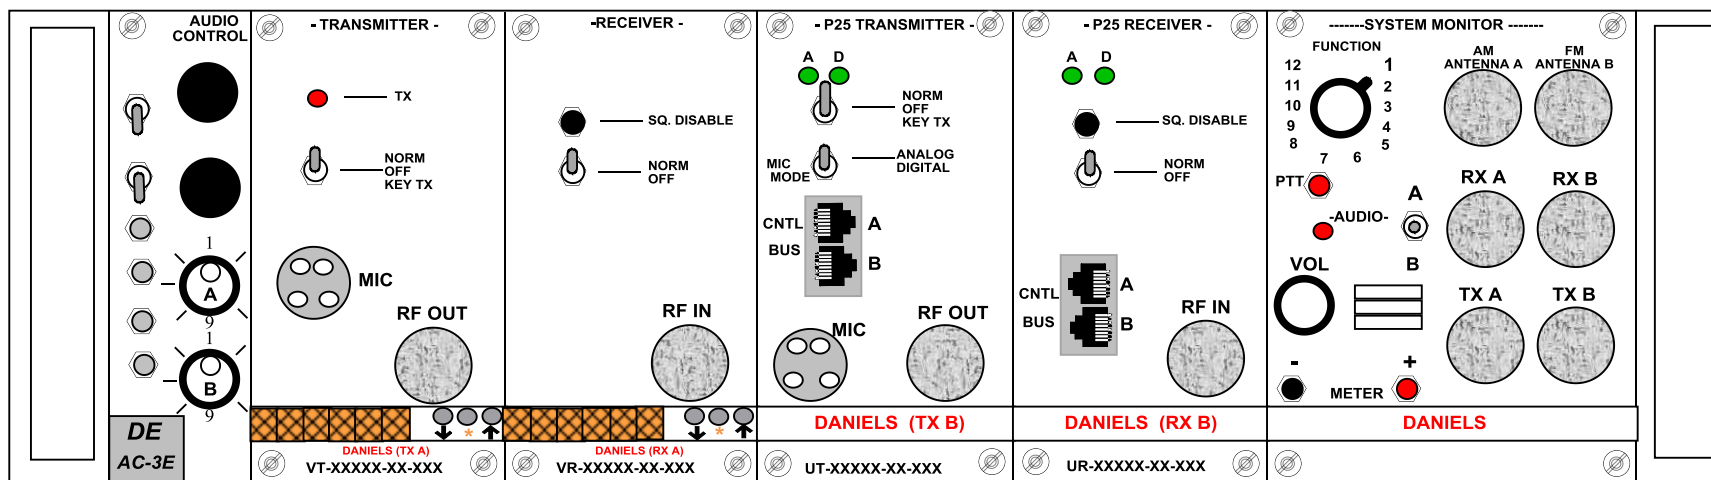 AUDIO
CONTROL
1
A
9
1
B
9
DE
AC-3E
- TRANSMITTER -
TX
NORM
OFF
KEY TX
MIC
RF OUT
*
DANIELS (TX A)
VT-XXXXX-XX-XXX
-RECEIVER -
SQ. DISABLE
NORM
OFF
RF IN
*
DANIELS (RX A)
VR-XXXXX-XX-XXX
- P25 TRANSMITTER -
A D
NORM
OFF
KEY TX
MIC
MODE
ANALOG
DIGITAL
CNTL
BUS
A
B
MIC
RF OUT
DANIELS (TX B)
UT-XXXXX-XX-XXX
- P25 RECEIVER -
A D
SQ. DISABLE
NORM
OFF
CNTL
BUS
A
B
RF IN
DANIELS (RX B)
UR-XXXXX-XX-XXX
-------SYSTEM MONITOR -------
FUNCTION
12 1
11 2
10 3
9 4
8 5
7 6
AM
ANTENNA A
FM
ANTENNA B
PTT
-AUDIO-
A
B
RX A
RX B
VOL
TX A
TX B
- +
METER
DANIELS